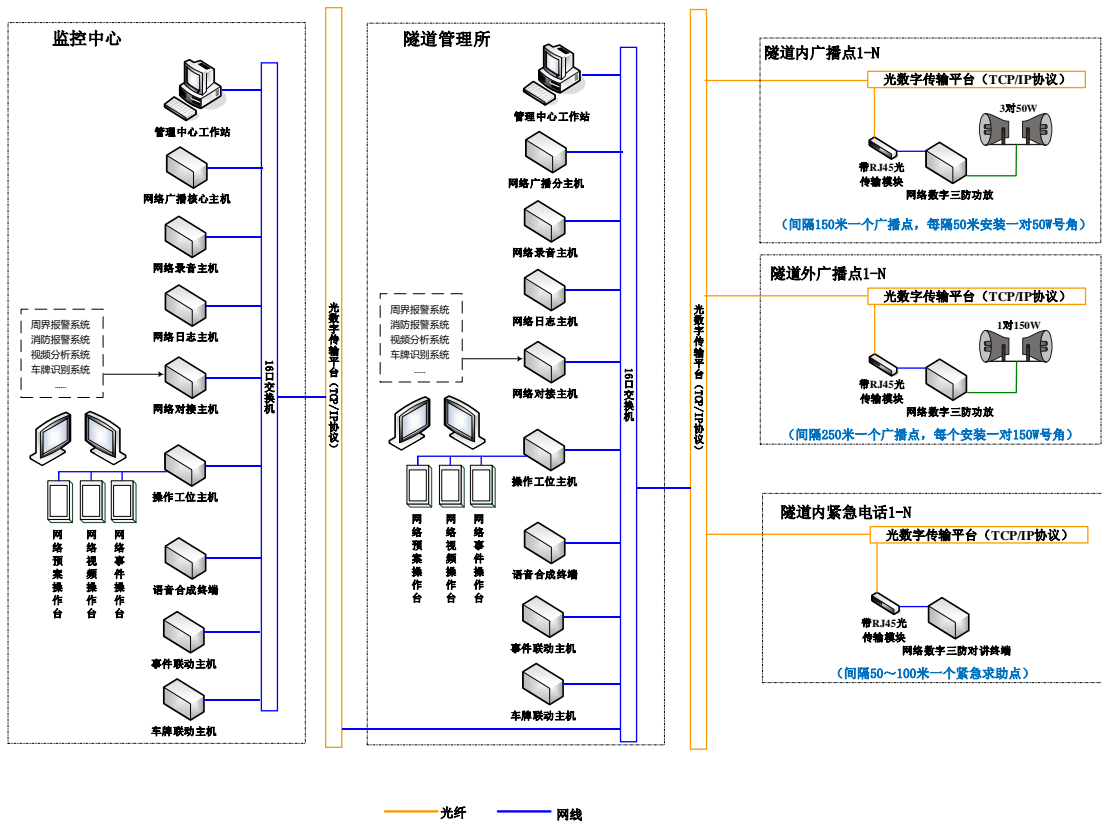 监控中心
管理中心工作站
网络广播核心主机
网络录音主机
网络日志主机
周界报警系统
消防报警系统
视频分析系统
车牌识别系统
......
网络对接主机
操作工位主机
网络预案操作台
网络视频操作台
网络事件操作台
语音合成终端
事件联动主机
车牌联动主机
16口交换机
光数字传输平台（TCP/IP协议）
隧道管理所
管理中心工作站
网络广播分主机
网络录音主机
网络日志主机
周界报警系统
消防报警系统
视频分析系统
车牌识别系统
.....
网络对接主机
操作工位主机
网络预案操作台
网络视频操作台
网络事件操作台
语音合成终端
事件联动主机
车牌联动主机
16口交换机
光数字传输平台（TCP/IP协议）
隧道内广播点1-N
光数字传输平台（TCP/IP协议）
3对50W
带RJ45光
传输模块
网络数字三防功放
（间隔150米一个广播点，每隔50米安装一对50W号角）
隧道外广播点1-N
光数字传输平台（TCP/IP协议）
1对150W
带RJ45光
传输模块
网络数字三防功放
（间隔250米一个广播点，每个安装一对150W号角）
隧道内紧急电话1-N
光数字传输平台（TCP/IP协议）
带RJ45光
传输模块
网络数字三防对讲终端
（间隔50～100米一个紧急求助点）
光纤
网线